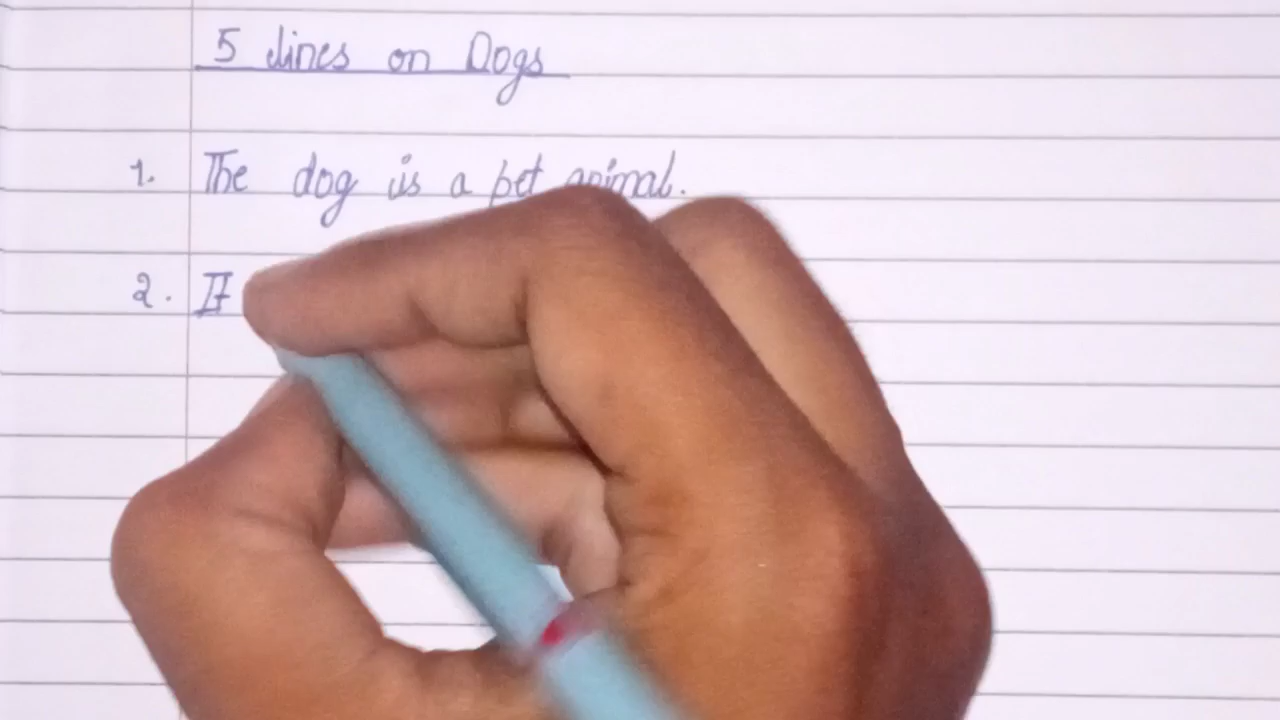 5 lines on Dogs
1. The dog is a pet animal.
2. It